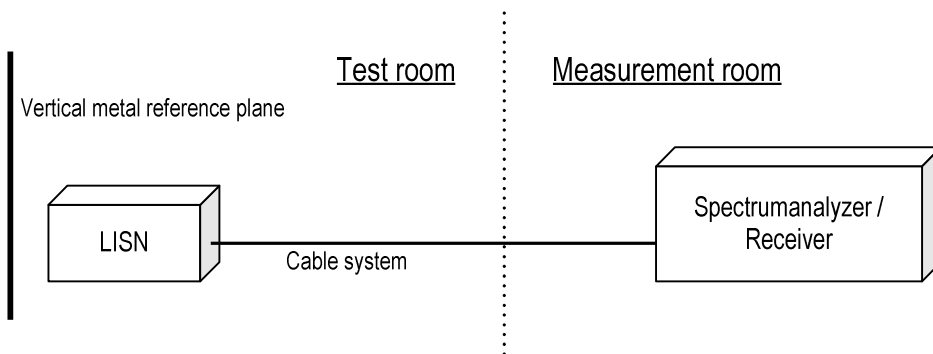 Test room
Measurement room
Vertical metal reference plane
LISN
Cable system
Spectrumanalyzer /
Receiver